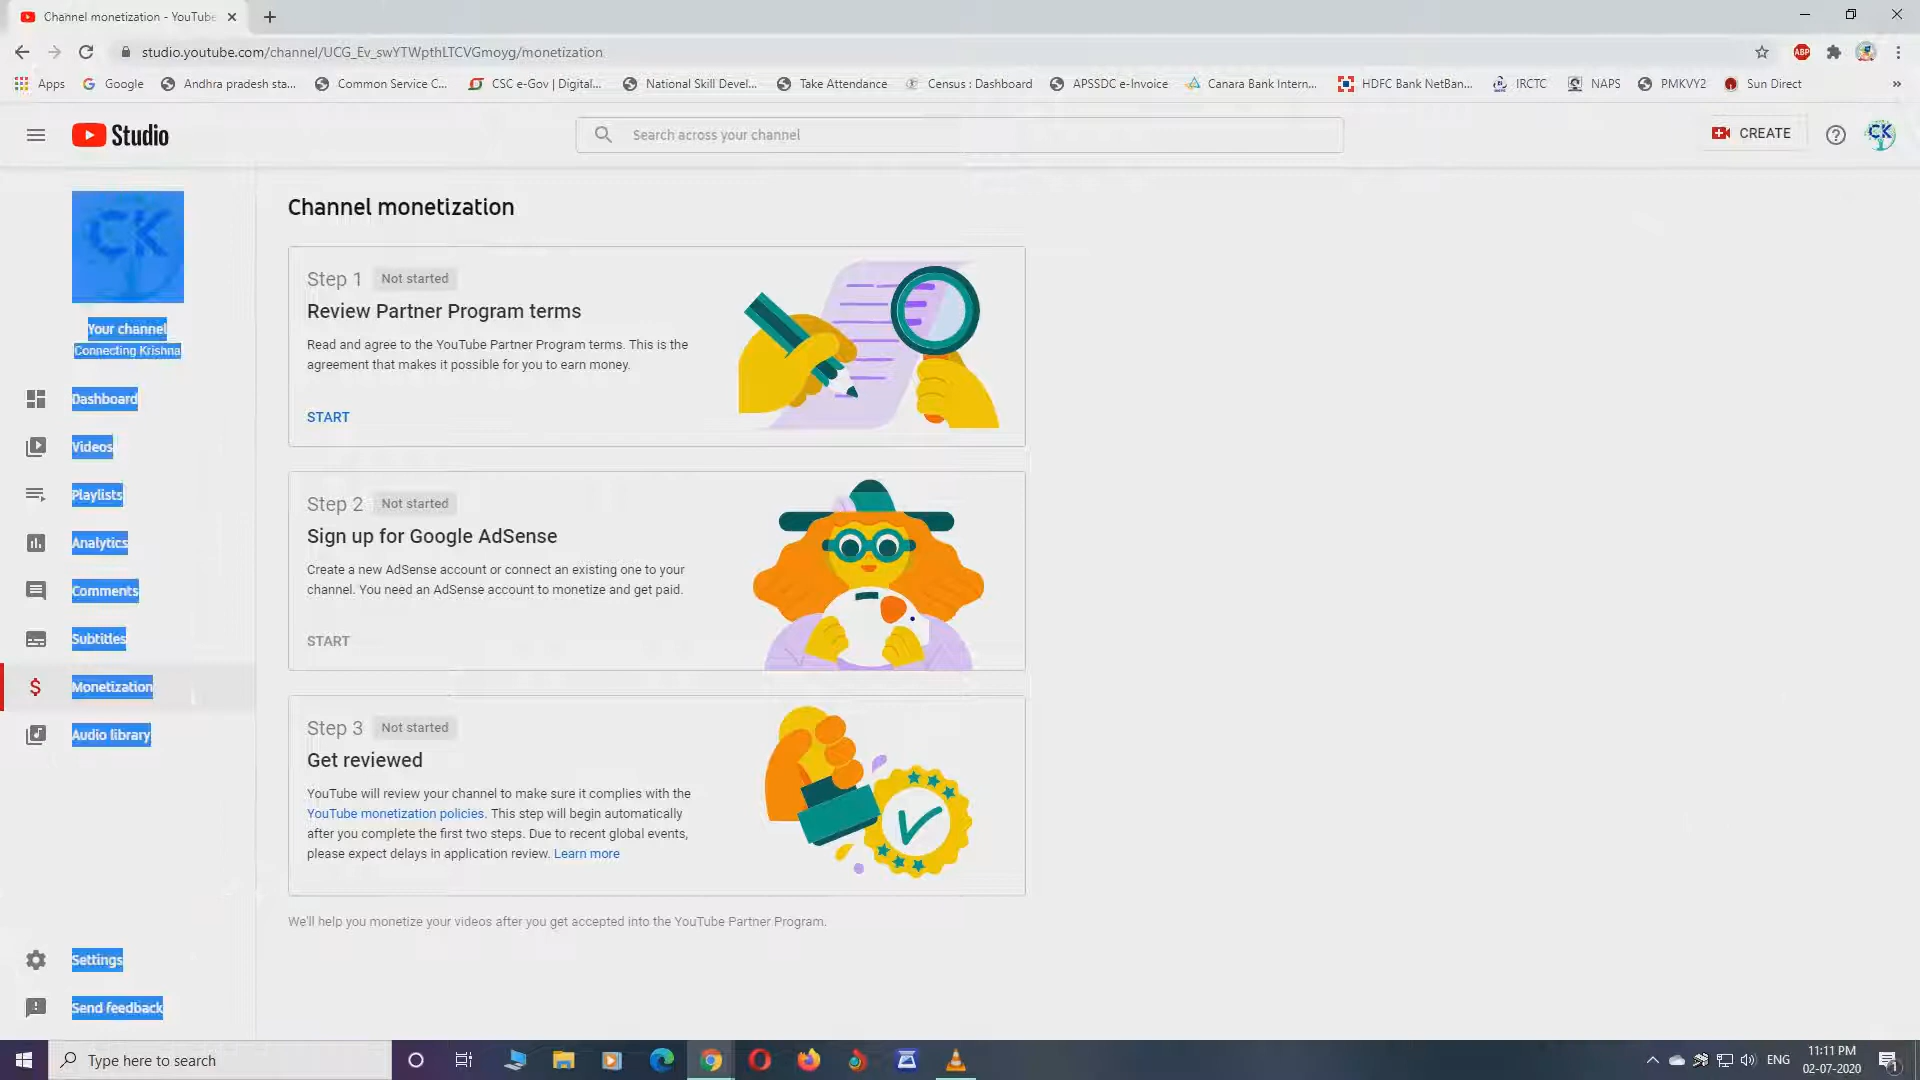 Channel monetization - YouTube
studio.youtube.com/channel/UCG_Ev_swYTWpthLTCVGmoyg/monetization
ABP
Apps Google Andhra pradesh sta... Common Service C... CSC e-Gov | Digital... National Skill Devel... Take Attendance Census : Dashboard APSSDC e-Invoice Canara Bank Intern... HDFC Bank NetBan... IRCTC NAPS PMKVY2 Sun Direct
Studio
Search across your channel
CREATE
CK
CK
Your channel
Connecting Krishna
Dashboard
Videos
Playlists
Analytics
Comments
Subtitles
Monetization
Audio library
Settings
Send feedback
Channel monetization
Step 1 Not started
Review Partner Program terms
Read and agree to the YouTube Partner Program terms. This is the
agreement that makes it possible for you to earn money.
START
Step 2 Not started
Sign up for Google AdSense
Create a new AdSense account or connect an existing one to your
channel. You need an AdSense account to monetize and get paid.
START
Step 3 Not started
Get reviewed
YouTube will review your channel to make sure it complies with the
YouTube monetization policies. This step will begin automatically
after you complete the first two steps. Due to recent global events,
please expect delays in application review. Learn more
We'll help you monetize your videos after you get accepted into the YouTube Partner Program.
Type here to search
ENG
11:11 PM
02-07-2020
1